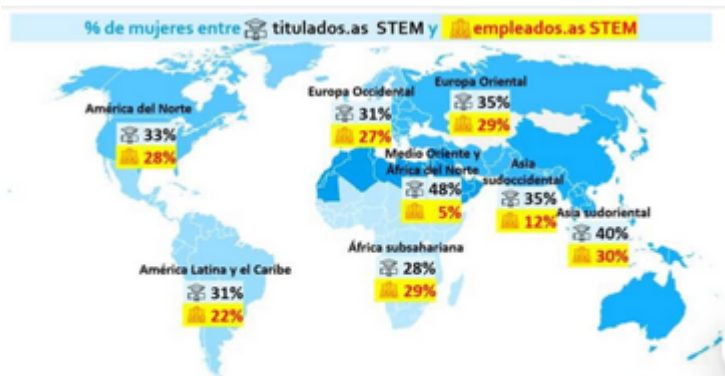 % de mujeres entre titulados.as STEM y empleados.as STEM
América del Norte
33%
28%
Europa Occidental
31%
27%
Europa Oriental
35%
29%
Medio Oriente y
África del Norte
48%
5%
Asia
sudoccidental
35%
12%
Asia sudoriental
40%
30%
América Latina y el Caribe
31%
22%
África subsahariana
28%
29%